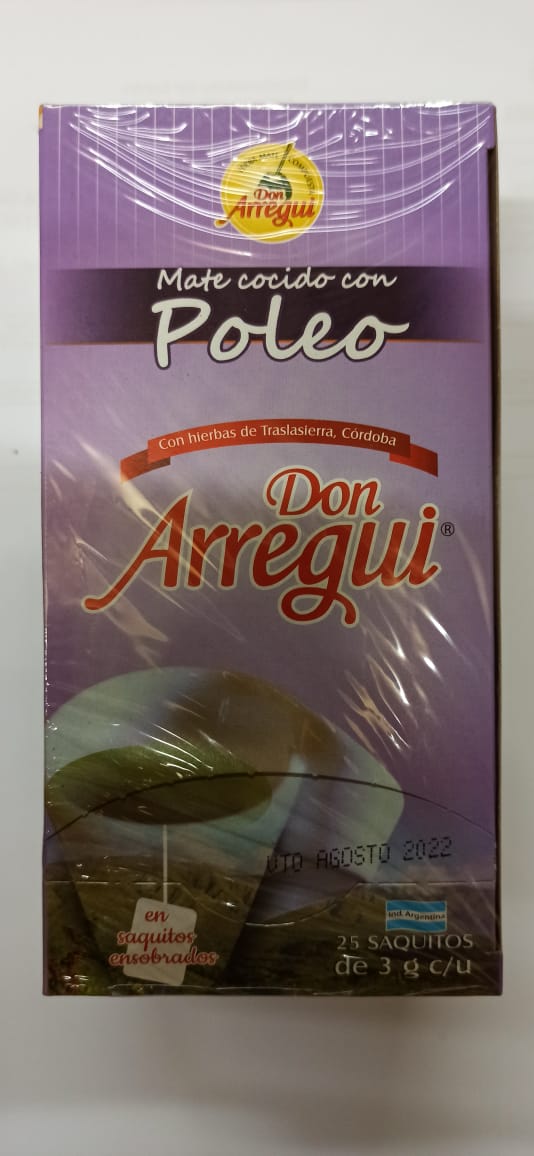 Don
Arregui
Mate cocido con
Poleo
Con hierbas de Traslasierra, Córdoba
Don
Arregui®
VTO AGOSTO 2022
en
saquitos
ensobrados
Ind. Argentina
25 SAQUITOS
de 3 g c/u